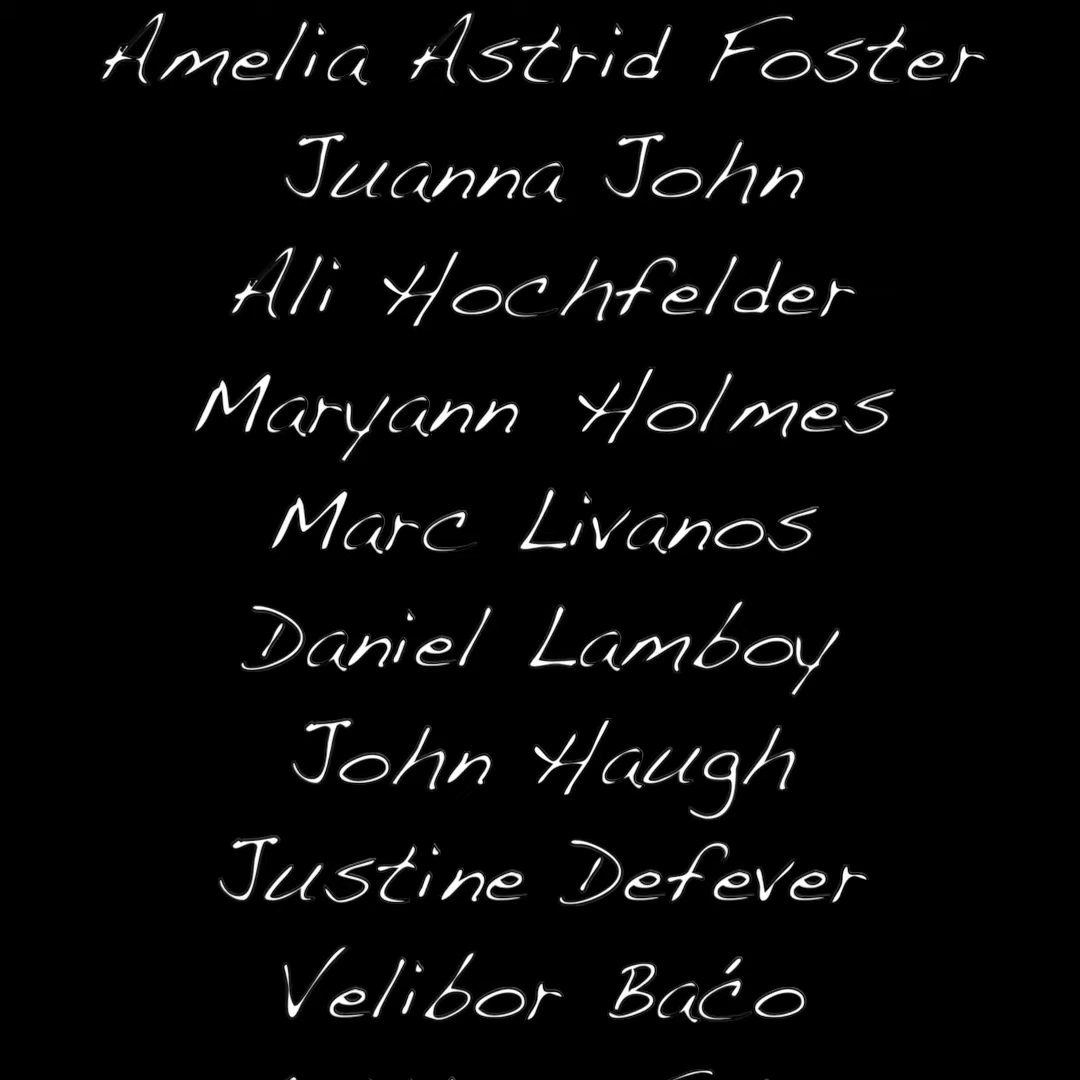 Amelia Astrid Foster
Juanna John
Ali Hochfelder
Maryann Holmes
Marc Livanos
Daniel Lamboy
John Haugh
Justine Defever
Velibor Baćo